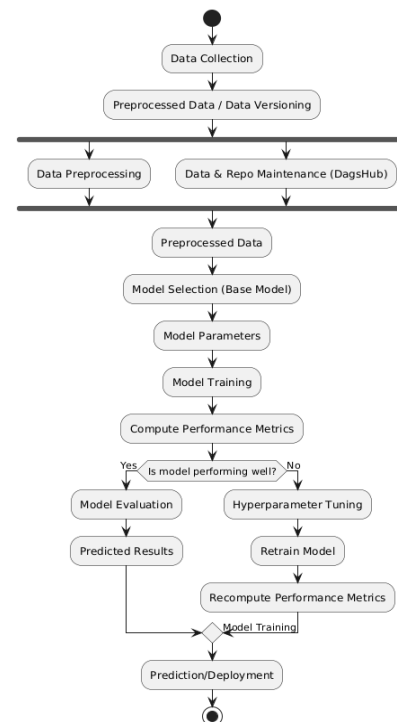 Data Collection
Preprocessed Data / Data Versioning
Data Preprocessing
Data & Repo Maintenance (DagsHub)
Preprocessed Data
Model Selection (Base Model)
Model Parameters
Model Training
Compute Performance Metrics
Is model performing well?
Yes
No
Model Evaluation
Hyperparameter Tuning
Predicted Results
Retrain Model
Recompute Performance Metrics
Model Training
Prediction/Deployment